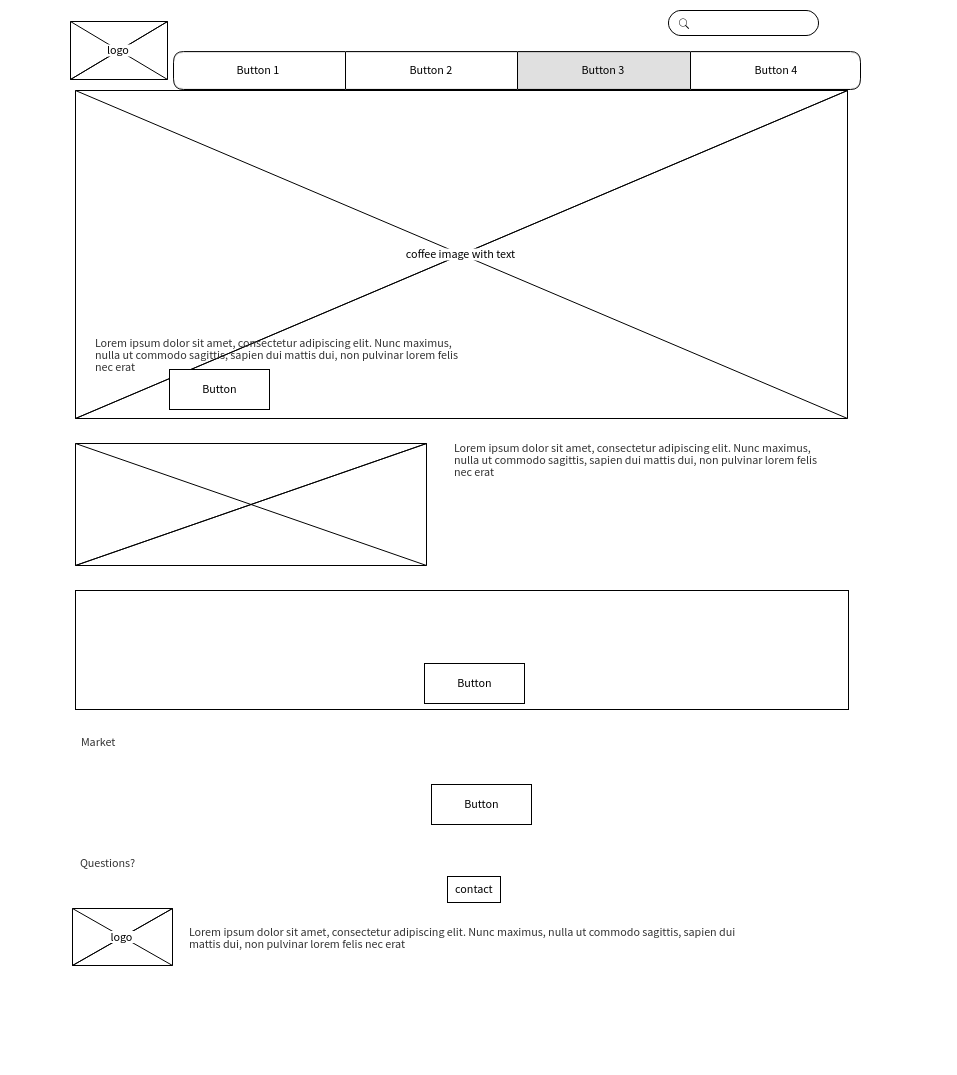 logo
Button 1
Button 2
Button 3
Button 4
coffee image with text
Lorem ipsum dolor sit amet, consectetur adipiscing elit. Nunc maximus,
nulla ut commodo sagittis, sapien dui mattis dui, non pulvinar lorem felis
nec erat
Button
Lorem ipsum dolor sit amet, consectetur adipiscing elit. Nunc maximus,
nulla ut commodo sagittis, sapien dui mattis dui, non pulvinar lorem felis
nec erat
Button
Market
Button
Questions?
contact
logo
Lorem ipsum dolor sit amet, consectetur adipiscing elit. Nunc maximus, nulla ut commodo sagittis, sapien dui
mattis dui, non pulvinar lorem felis nec erat